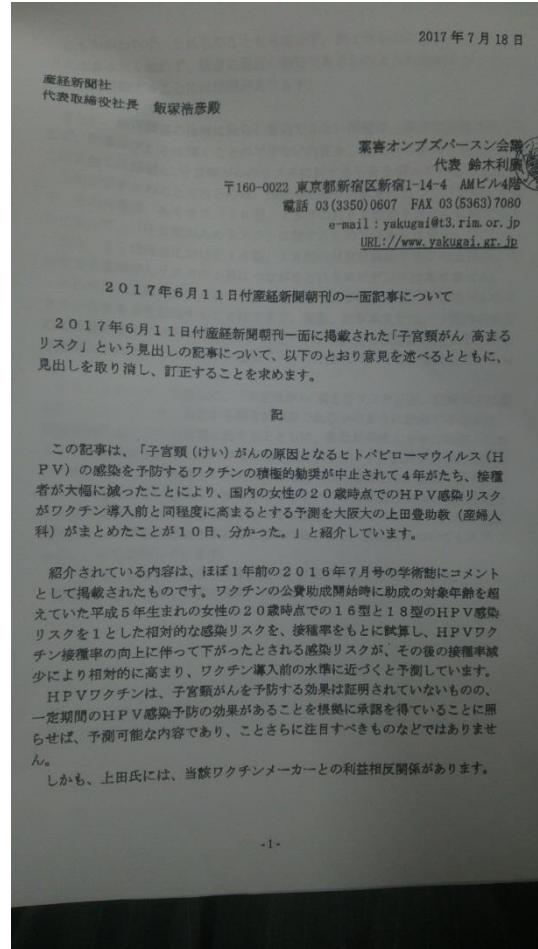 2017年7月18日
産経新聞社
代表取締役社長 飯塚浩彦殿
薬害オンブズパースン会議
代表 鈴木利廣
〒160-0022 東京都新宿区新宿1-14-4 AMビル4階
電話 03(3350)0607 FAX 03(5363)7080
e-mail:yakugai@t3.rim.or.jp
URL://www.yakugai.gr.jp
2017年6月11日付産経新聞朝刊の一面記事について
2017年6月11日付産経新聞朝刊一面に掲載された「子宮頸がん 高まる
リスク」という見出しの記事について、以下のとおり意見を述べるとともに、
見出しを取り消し、訂正することを求めます。
記
この記事は、「子宮頸(けい)がんの原因となるヒトパピローマウイルス(H
PV)の感染を予防するワクチンの積極的勧奨が中止されて4年がたち、接種
者が大幅に減ったことにより、国内の女性の20歳時点でのHPV感染リスク
がワクチン導入前と同程度に高まるとする予測を大阪大の上田豊助教(産婦人
科)がまとめたことが10日、分かった。」と紹介しています。
紹介されている内容は、ほぼ1年前の2016年7月号の学術誌にコメント
として掲載されたものです。ワクチンの公費助成開始時に助成の対象年齢を超
えていた平成5年生まれの女性の20歳時点での16型と18型のHPV感染
リスクを1とした相対的な感染リスクを、接種率をもとに試算し、HPVワク
チン接種率の向上に伴って下がったとされる感染リスクが、その後の接種率減
少により相対的に高まり、ワクチン導入前の水準に近づくと予測しています。
HPVワクチンは、子宮頸がんを予防する効果は証明されていないものの、
一定期間のHPV感染予防の効果があることを根拠に承認を得ていることに照
らせば、予測可能な内容であり、ことさらに注目すべきものなどではありませ
ん。
しかも、上田氏には、当該ワクチンメーカーとの利益相反関係があります。
-1-